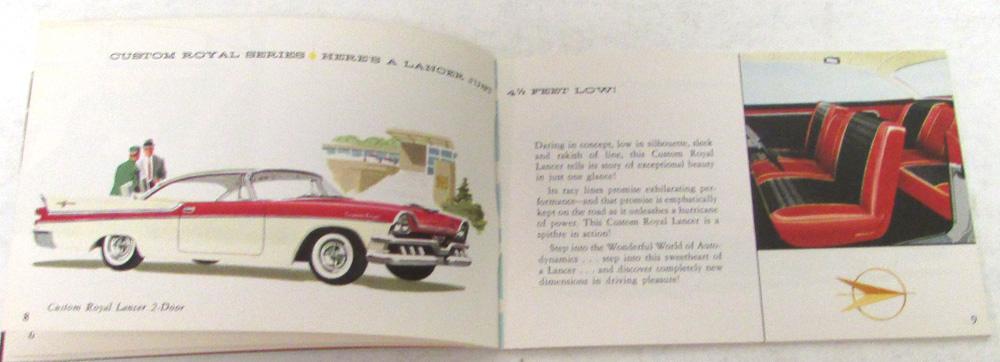 CUSTOM ROYAL SERIES HERE'S A LANCER JUST
4½ FEET LOW!
Daring in concept, low in silhouette, sleek
and rakish of line, this Custom Royal
Lancer tells its story of exceptional beauty
in just one glance!
Its racy lines promise exhilarating per-
formance—and that promise is emphatically
kept on the road as it unleashes a hurricane
of power. This Custom Royal Lancer is a
spitfire in action!
Step into the Wonderful World of Auto-
dynamics . . . step into this sweetheart of
a Lancer . . . and discover completely new
dimensions in driving pleasure!
Custom Royal Lancer 2-Door
8
6
9